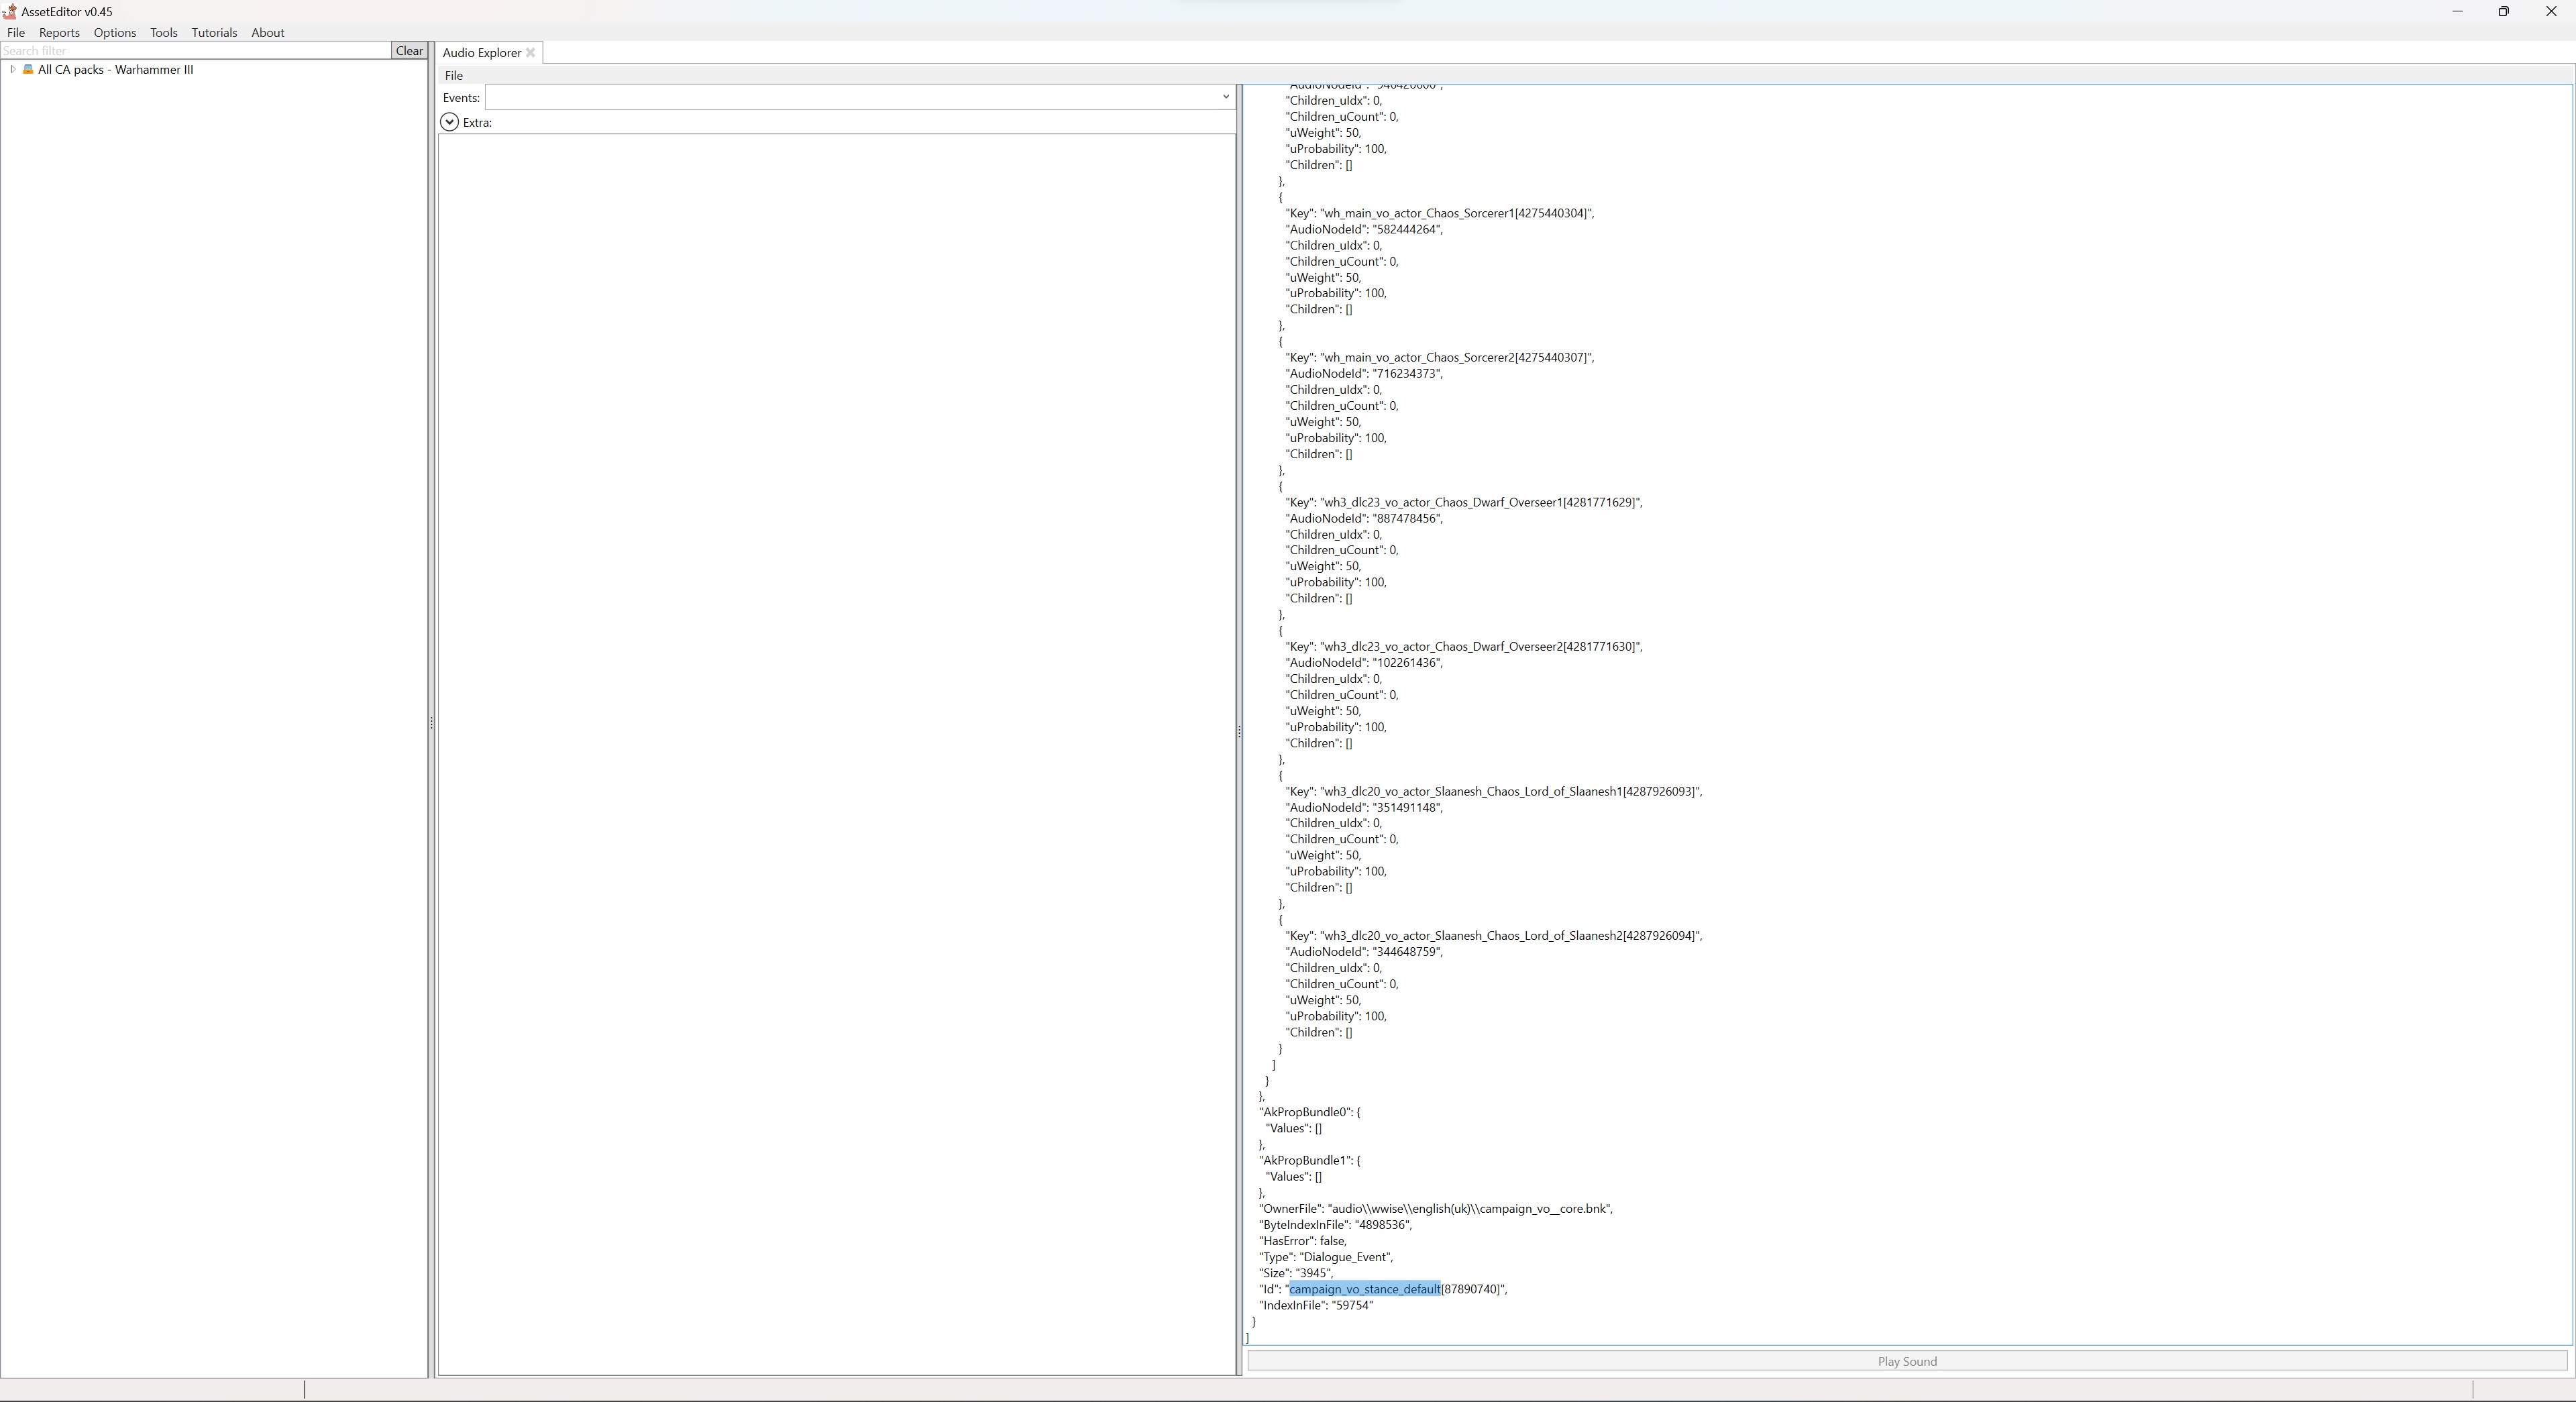 AssetEditor v0.45
File Reports Options Tools Tutorials About
Search filter Clear
All CA packs - Warhammer III
Audio Explorer
File
Events:
Extra:
"Children_uIdx": 0,
"Children_uCount": 0,
"uWeight": 50,
"uProbability": 100,
"Children": []
},
{
"Key": "wh_main_vo_actor_Chaos_Sorcerer1[4275440304]",
"AudioNodeId": "582444264",
"Children_uIdx": 0,
"Children_uCount": 0,
"uWeight": 50,
"uProbability": 100,
"Children": []
},
{
"Key": "wh_main_vo_actor_Chaos_Sorcerer2[4275440307]",
"AudioNodeId": "716234373",
"Children_uIdx": 0,
"Children_uCount": 0,
"uWeight": 50,
"uProbability": 100,
"Children": []
},
{
"Key": "wh3_dlc23_vo_actor_Chaos_Dwarf_Overseer1[4281771629]",
"AudioNodeId": "887478456",
"Children_uIdx": 0,
"Children_uCount": 0,
"uWeight": 50,
"uProbability": 100,
"Children": []
},
{
"Key": "wh3_dlc23_vo_actor_Chaos_Dwarf_Overseer2[4281771630]",
"AudioNodeId": "102261436",
"Children_uIdx": 0,
"Children_uCount": 0,
"uWeight": 50,
"uProbability": 100,
"Children": []
},
{
"Key": "wh3_dlc20_vo_actor_Slaanesh_Chaos_Lord_of_Slaanesh1[4287926093]",
"AudioNodeId": "351491148",
"Children_uIdx": 0,
"Children_uCount": 0,
"uWeight": 50,
"uProbability": 100,
"Children": []
},
{
"Key": "wh3_dlc20_vo_actor_Slaanesh_Chaos_Lord_of_Slaanesh2[4287926094]",
"AudioNodeId": "344648759",
"Children_uIdx": 0,
"Children_uCount": 0,
"uWeight": 50,
"uProbability": 100,
"Children": []
}
]
}
},
"AkPropBundle0": {
"Values": []
},
"AkPropBundle1": {
"Values": []
},
"OwnerFile": "audio\\wwise\\english(uk)\\campaign_vo__core.bnk",
"ByteIndexInFile": "4898536",
"HasError": false,
"Type": "Dialogue_Event",
"Size": "3945",
"Id": "campaign_vo_stance_default[87890740]",
"IndexInFile": "59754"
}
]
Play Sound